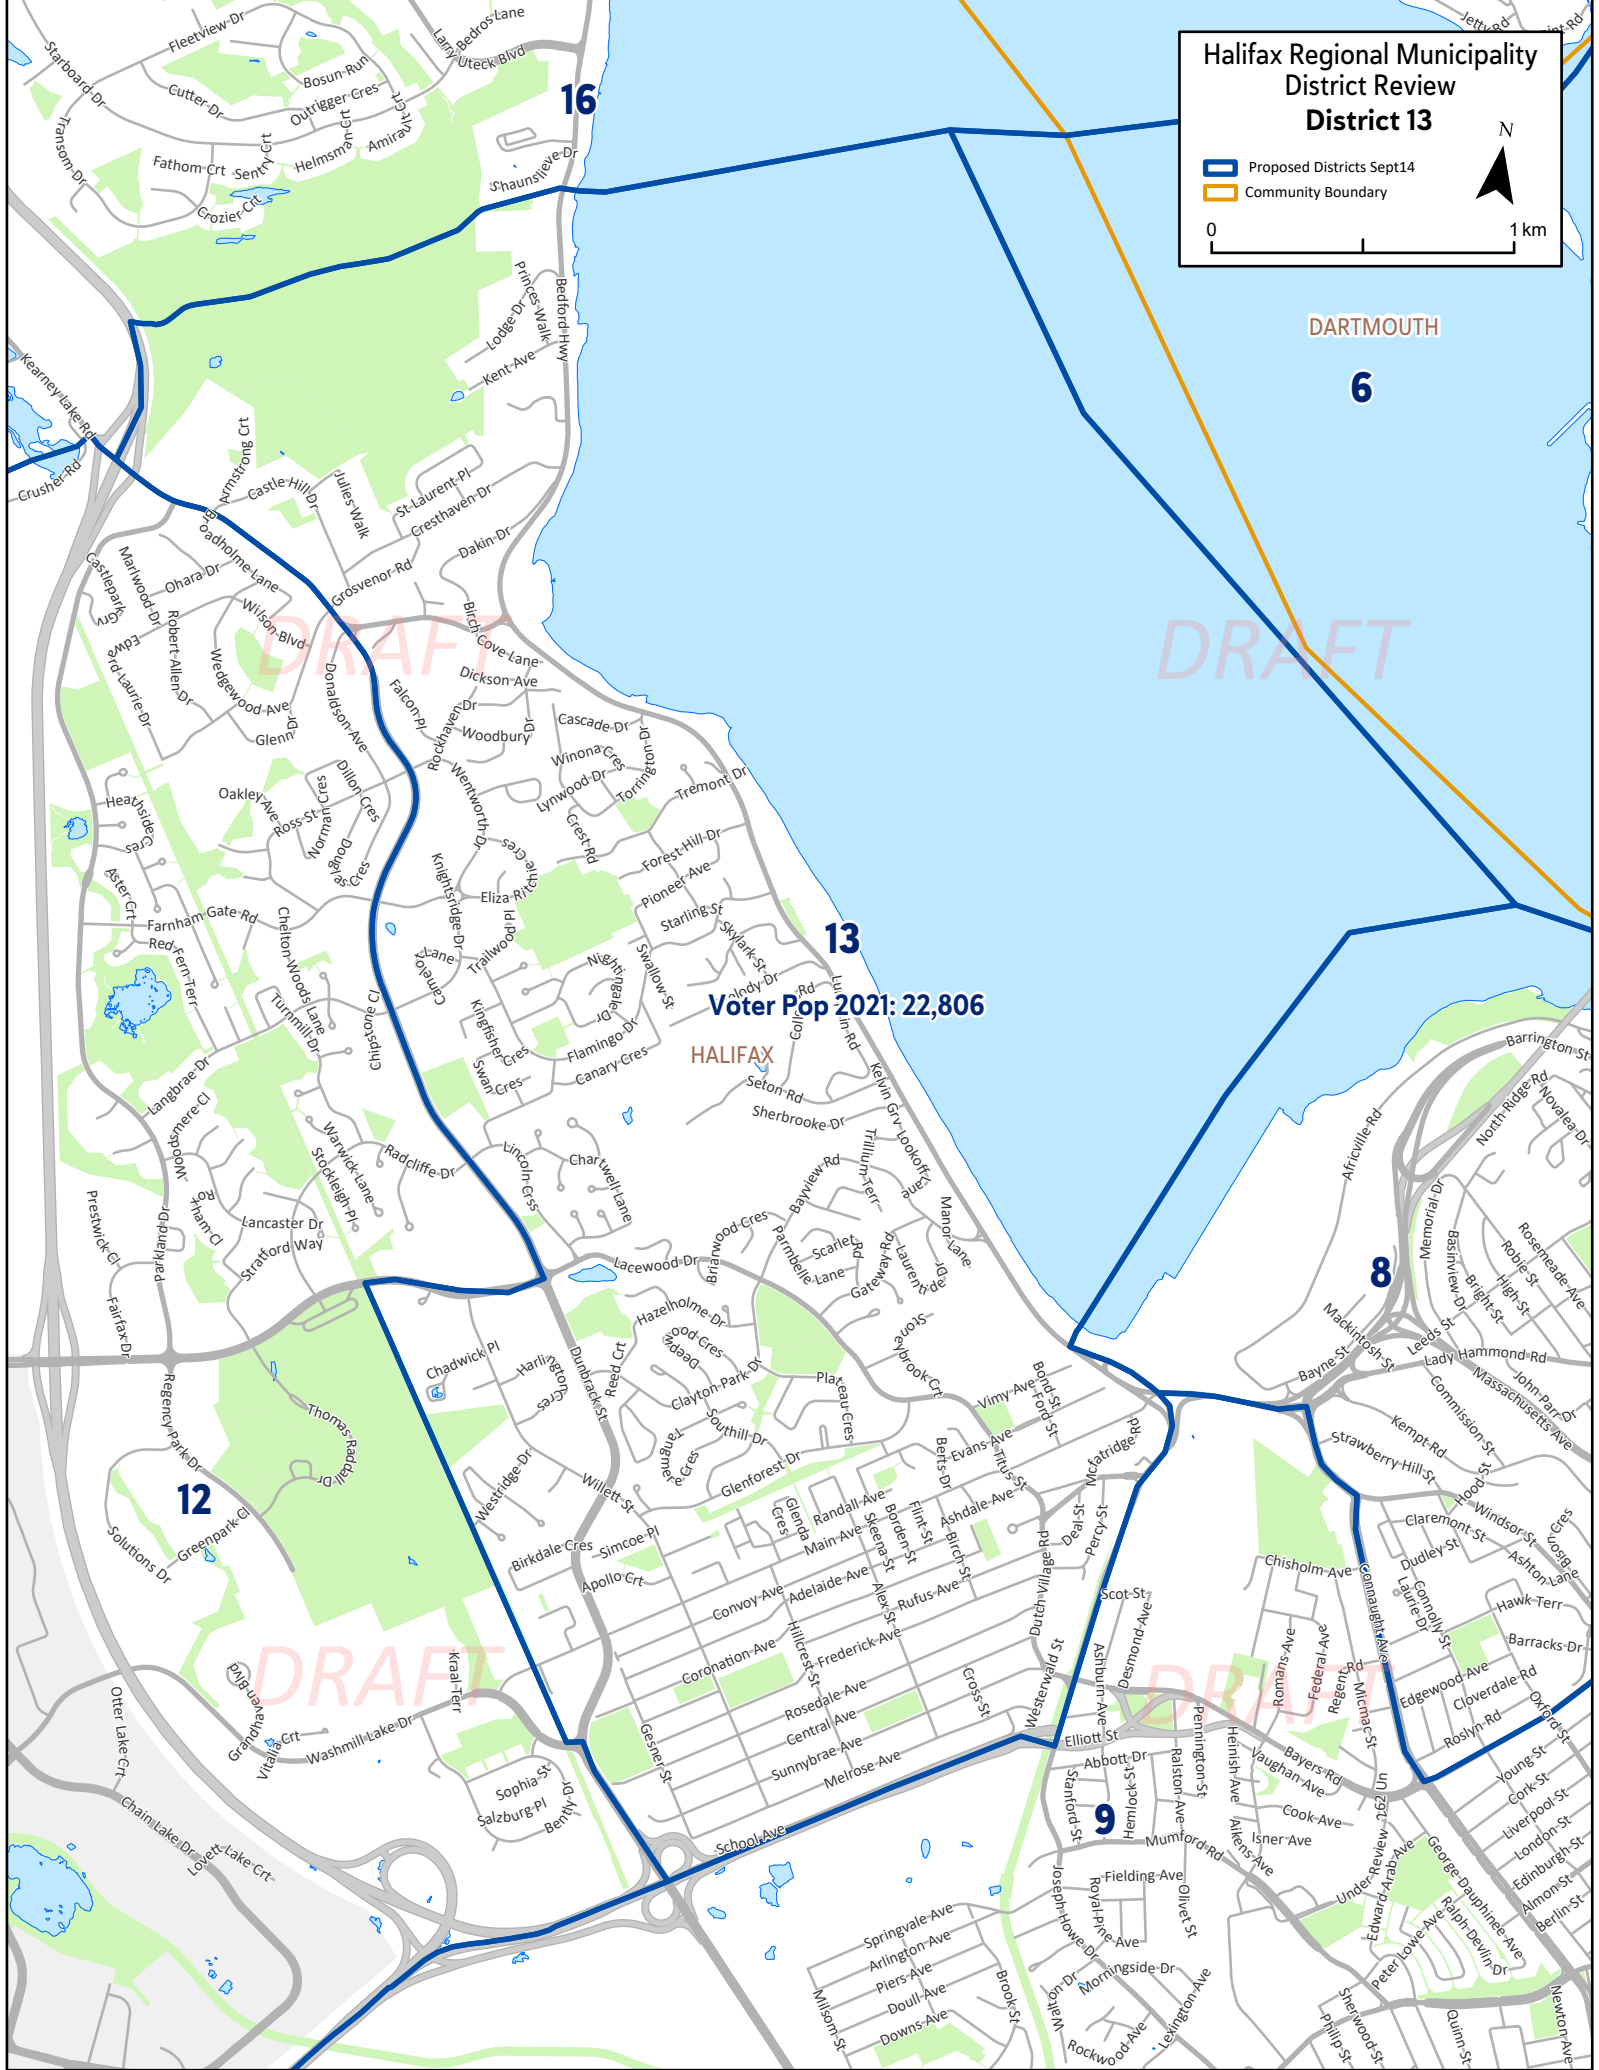 Halifax Regional Municipality
District Review
District 13
N
Proposed Districts Sept14
Community Boundary
0
1 km
Jetty Rd
Fleetview Dr
Larry Uteck Blvd
Bedros Lane
Starboard Dr
Bosun Run
Cutter Dr
Outrigger Cres
16
Transom Dr
Fathom Crt
Sentry Crt
Helmsman Crt
Amiral Crt
Shaunslieve Dr
Crozier Crt
Princes Walk
Lodge Dr
Bedford Hwy
Kent Ave
DARTMOUTH
6
Kearney Lake Rd
Crusher Rd
Armstrong Crt
Castle Hill Dr
Julies Walk
St Laurent Pl
Cresthaven Dr
Dakin Dr
Broadholme Lane
Castlepark Grv
Marlwood Dr
Ohara Dr
Grosvenor Rd
Wilson Blvd
Birch Cove Lane
DRAFT
DRAFT
Edward Laurie Dr
Robert Allen Dr
Wedgewood Ave
Donaldson Ave
Dickson Ave
Falcon Pl
Rockhaven Dr
Woodbury Dr
Cascade Dr
Glenn Dr
Winona Cres
Torrington Dr
Lynwood Dr
Tremont Dr
Wentworth Dr
Dillon Cres
Norman Cres
Heathside Cres
Oakley Ave
Ross St
Douglas Cres
Crest Rd
Forest Hill Dr
Pioneer Ave
Knightsridge Dr
Eliza Ritchie Cres
Aster Crt
Farnham Gate Rd
Red Fern Terr
Chelton Woods Lane
Starling St
Skylark St
13
Trailwood Pl
Camelot Lane
Nightingale Dr
Swallow St
Voter Pop 2021: 22,806
HALIFAX
Turnmill Dr
Chipstone Cl
Kingfisher Cres
Flamingo Dr
Canary Cres
Swan Cres
Seton Rd
Sherbrooke Dr
Kelvin Grv
Lookoff Lane
Langbrae Dr
Barrington St
North Ridge Rd
Novalea Dr
Africville Rd
Warwick Lane
Stockleigh Pl
Radcliffe Dr
Lincoln Crss
Chartwell Lane
Trillium Terr
Bayview Rd
Prestwick Cl
Parkland Dr
Lancaster Dr
Stratford Way
Lacewood Dr
Briarwood Cres
Parmbelle Lane
Scarlet Rd
Gateway Rd
Laurentide Dr
Manor Lane
Memorial Dr
Basinview Dr
Robie St
Rosemeade Ave
High St
Bright St
8
Fairfax Dr
Hazelholme Dr
Deepwood Cres
Stoneybrook Crt
Mackintosh St
Leeds St
Bayne St
Lady Hammond Rd
Chadwick Pl
Harlington Cres
Dunbrack St
Reed Crt
Clayton Park Dr
Plateau Cres
Vimy Ave
Bond St
Ford St
Massachusetts Ave
John Parr Dr
Commission St
Regency Park Dr
Thomas Raddall Dr
Southill Dr
Tangmere Cres
Glenforest Dr
Berts Dr
Evans Ave
Titus St
Mcfatridge Rd
Kempt Rd
Strawberry Hill St
Hood St
12
Westridge Dr
Willett St
Glenda Cres
Randall Ave
Main Ave
Skeena St
Borden St
Flint St
Ashdale Ave
Birch St
Deal St
Percy St
Windsor St
Claremont St
Bison Cres
Solutions Dr
Greenpark Cl
Birkdale Cres
Simcoe Pl
Apollo Crt
Convoy Ave
Adelaide Ave
Alex St
Rufus Ave
Dutch Village Rd
Scot St
Chisholm Ave
Dudley St
Ashton Lane
Connaught Ave
Laurie Dr
Connolly St
Hawk Terr
Barracks Dr
DRAFT
DRAFT
Coronation Ave
Hillcrest St
Frederick Ave
Rosedale Ave
Central Ave
Cross St
Westerwald St
Ashburn Ave
Desmond Ave
Romans Ave
Federal Ave
Regent Rd
Micmac St
Edgewood Ave
Cloverdale Rd
Roslyn Rd
Oxford St
Kraal Terr
Grandhaven Blvd
Vitalia Crt
Washmill Lake Dr
Otter Lake Crt
Gesner St
Sunnybrae Ave
Melrose Ave
Elliott St
Abbott Dr
Pennington St
Heinish Ave
Vaughan Ave
Bayers Rd
Young St
Cork St
Liverpool St
London St
Edinburgh St
Almon St
Berlin St
Sophia St
Salzburg Pl
Bently Dr
Stanford St
9
Hemlock St
Ralston Ave
Cook Ave
Isner Ave
Aikens Ave
School Ave
Mumford Rd
Chain Lake Dr
Lovett Lake Crt
Under Review 1762 Un
Edward Arab Ave
George Dauphinee Ave
Fielding Ave
Joseph Howe Dr
Royal Pine Ave
Olivet St
Springvale Ave
Arlington Ave
Piers Ave
Doull Ave
Downs Ave
Milsom St
Brook St
Walton Dr
Morningside Dr
Rockwood Ave
Lexington Ave
Peter Lowe Ave
Ralph Devlin Dr
Sherwood St
Philip St
Quinn St
Newton Ave